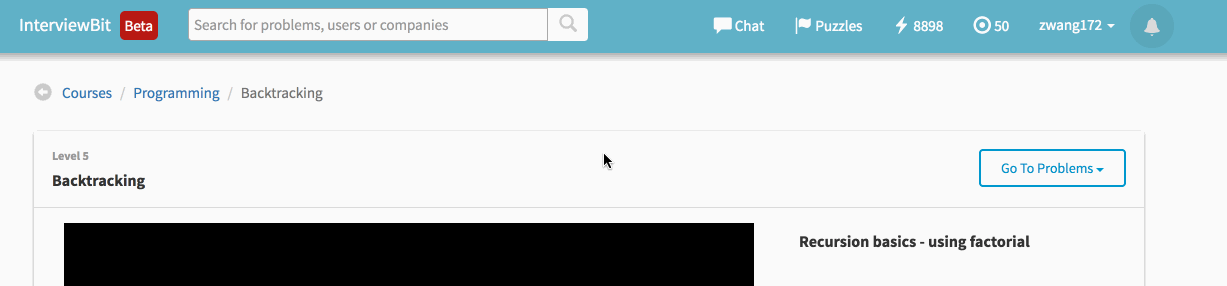 InterviewBit Beta Search for problems, users or companies Chat Puzzles 8898 50 zwang172
Courses / Programming / Backtracking
Level 5
Backtracking
Go To Problems
Recursion basics - using factorial